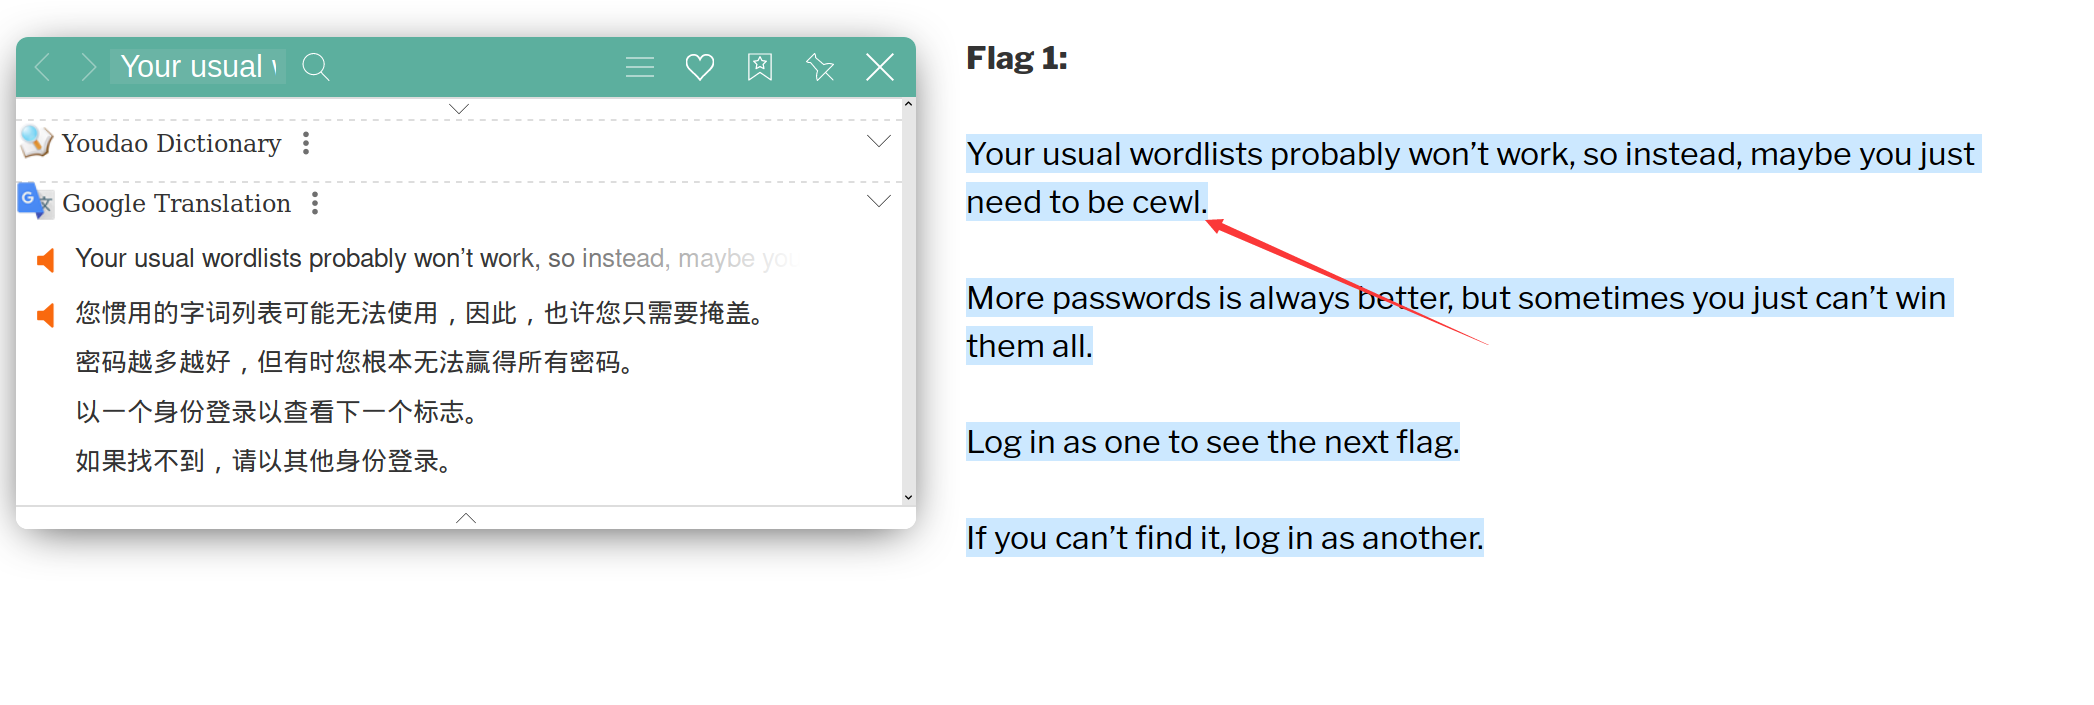 Your usual
Youdao Dictionary
Google Translation
Your usual wordlists probably won’t work, so instead, maybe you
您惯用的字词列表可能无法使用，因此，也许您只需要掩盖。
密码越多越好，但有时您根本无法赢得所有密码。
以一个身份登录以查看下一个标志。
如果找不到，请以其他身份登录。
Flag 1:
Your usual wordlists probably won’t work, so instead, maybe you just
need to be cewl.
More passwords is always better, but sometimes you just can’t win
them all.
Log in as one to see the next flag.
If you can’t find it, log in as another.